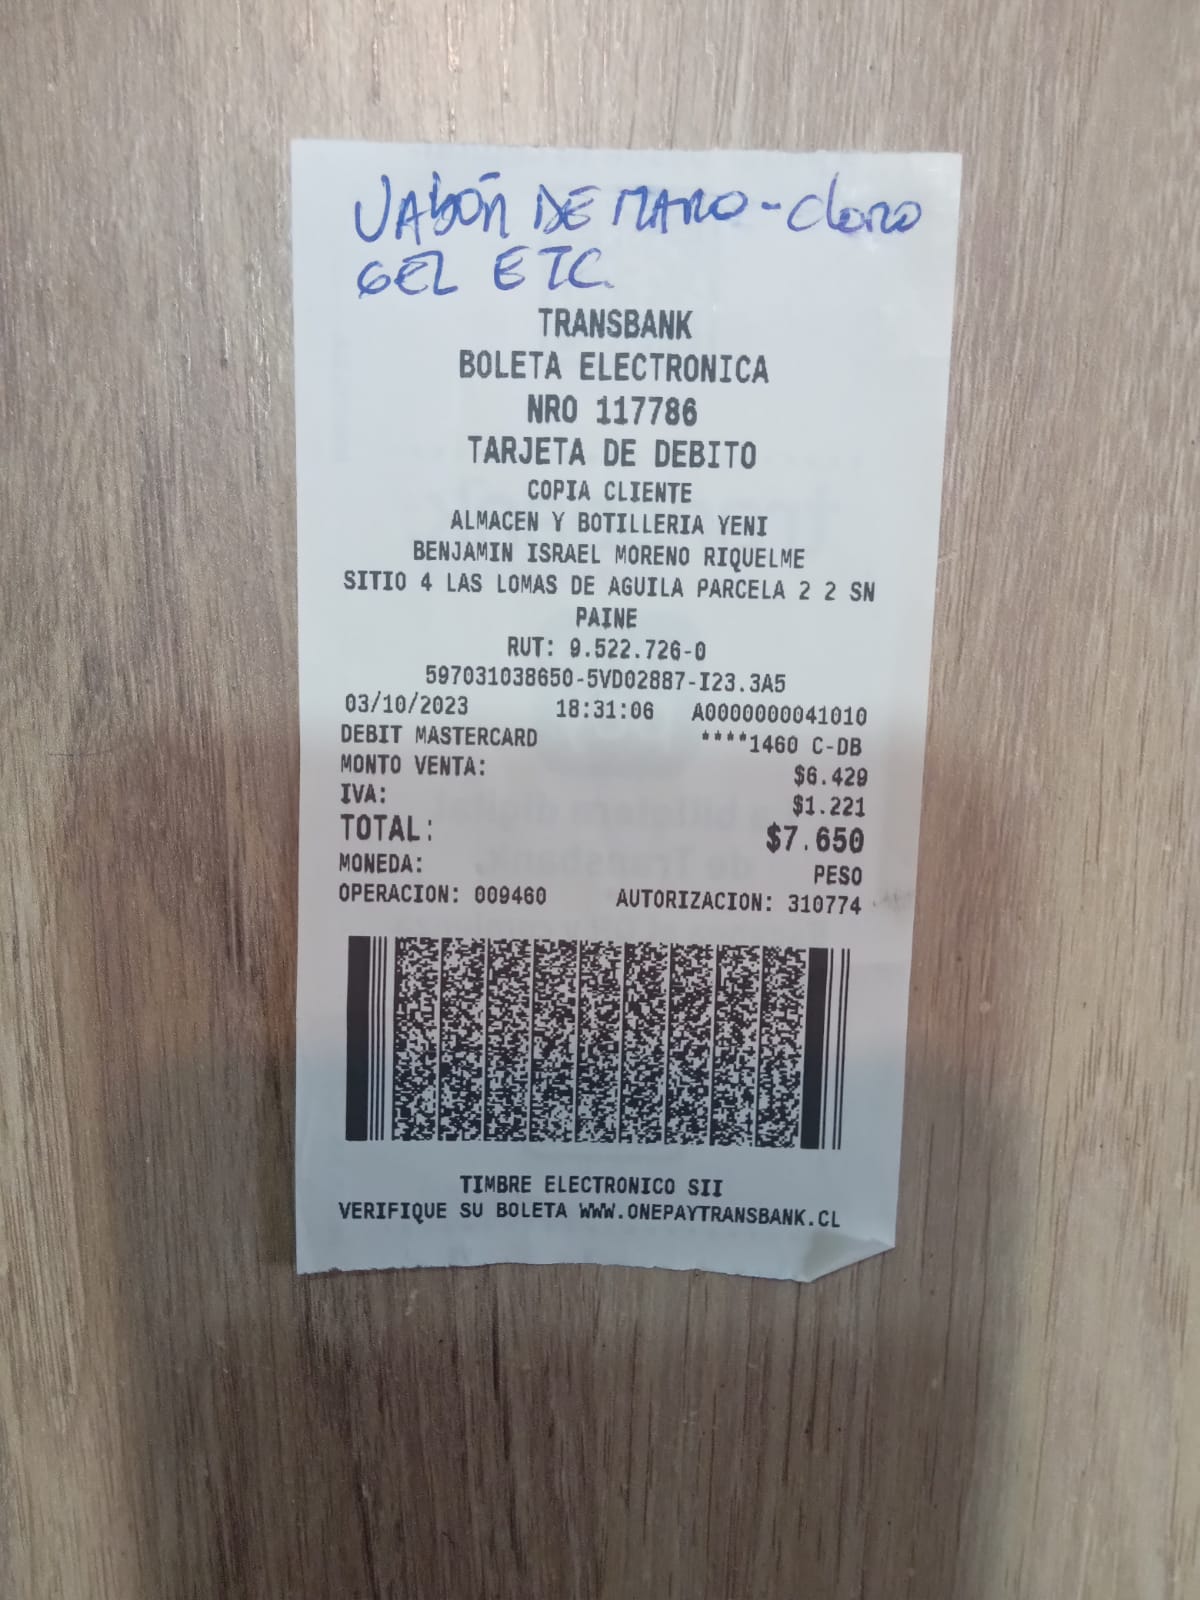 JABÓN DE MANO - Cloro
GEL ETC.
TRANSBANK
BOLETA ELECTRONICA
NRO 117786
TARJETA DE DEBITO
COPIA CLIENTE
ALMACEN Y BOTILLERIA YENI
BENJAMIN ISRAEL MORENO RIQUELME
SITIO 4 LAS LOMAS DE AGUILA PARCELA 2 2 SN
PAINE
RUT: 9.522.726-0
597031038650-5VD02887-I23.3A5
03/10/2023 18:31:06 A0000000041010
DEBIT MASTERCARD ****1460 C-DB
MONTO VENTA: $6.429
IVA: $1.221
TOTAL: $7.650
MONEDA: PESO
OPERACION: 009460 AUTORIZACION: 310774
TIMBRE ELECTRONICO SII
VERIFIQUE SU BOLETA WWW.ONEPAYTRANSBANK.CL